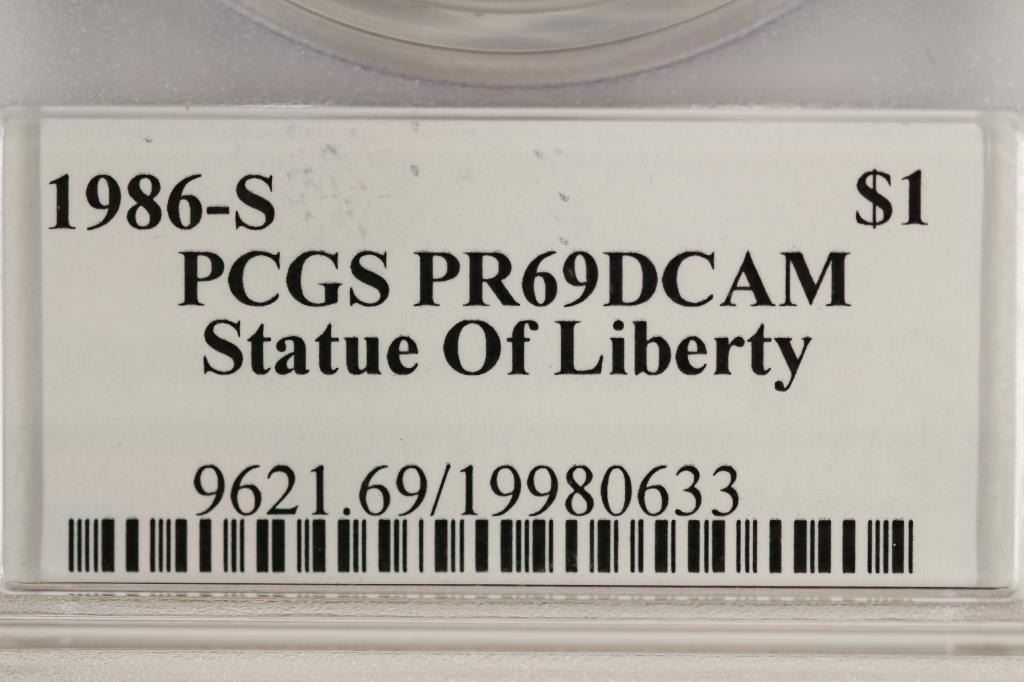 1986-S $1
PCGS PR69DCAM
Statue Of Liberty
9621.69/19980633